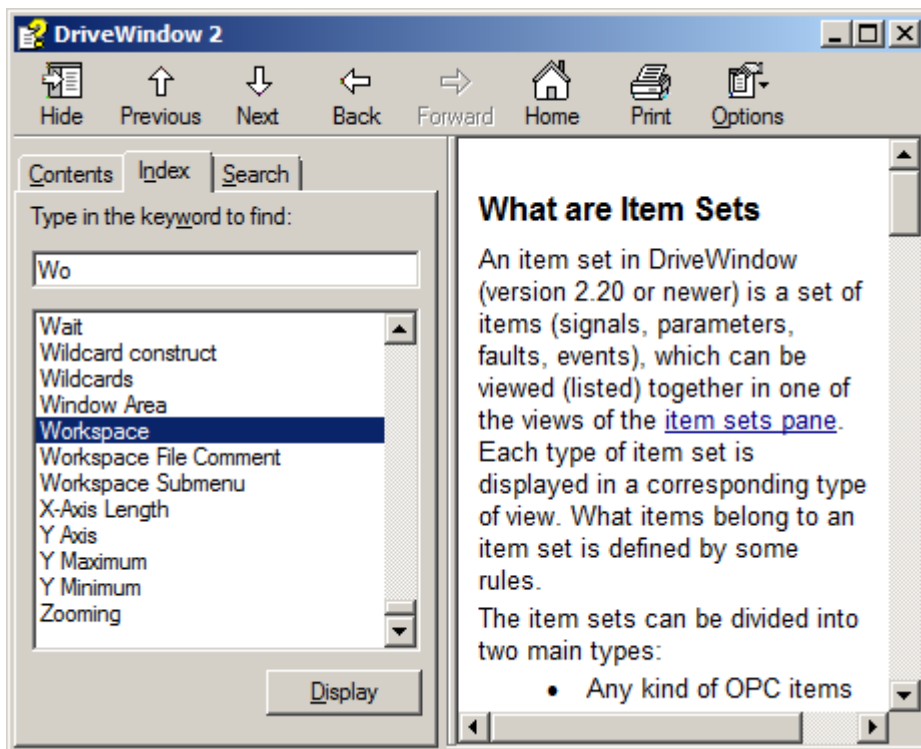 DriveWindow 2
Hide Previous Next Back Forward Home Print Options
Contents Index Search
Type in the keyword to find:
Wo
Wait
Wildcard construct
Wildcards
Window Area
Workspace
Workspace File Comment
Workspace Submenu
X-Axis Length
Y Axis
Y Maximum
Y Minimum
Zooming
Display
What are Item Sets
An item set in DriveWindow
(version 2.20 or newer) is a set of
items (signals, parameters,
faults, events), which can be
viewed (listed) together in one of
the views of the item sets pane.
Each type of item set is
displayed in a corresponding type
of view. What items belong to an
item set is defined by some
rules.
The item sets can be divided into
two main types:
• Any kind of OPC items